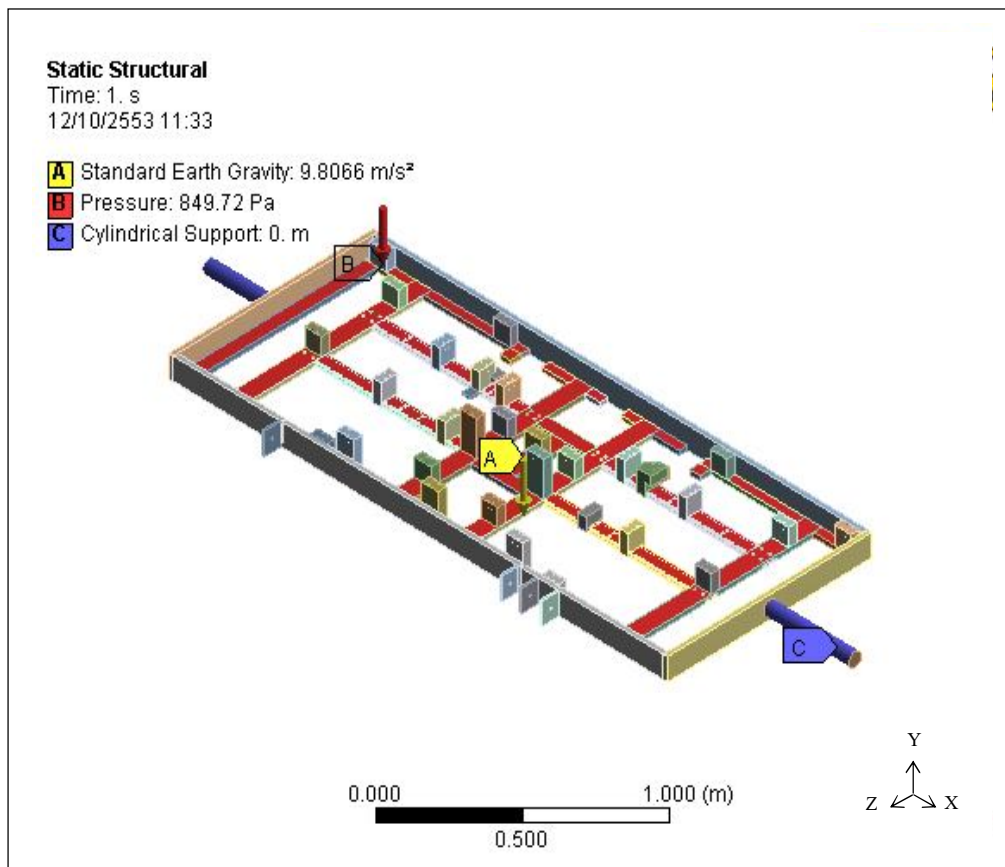 Static Structural
Time: 1. s
12/10/2553 11:33
A Standard Earth Gravity: 9.8066 m/s²
B Pressure: 849.72 Pa
C Cylindrical Support: 0. m
B
A
C
Y
Z X
0.000 1.000 (m)
0.500